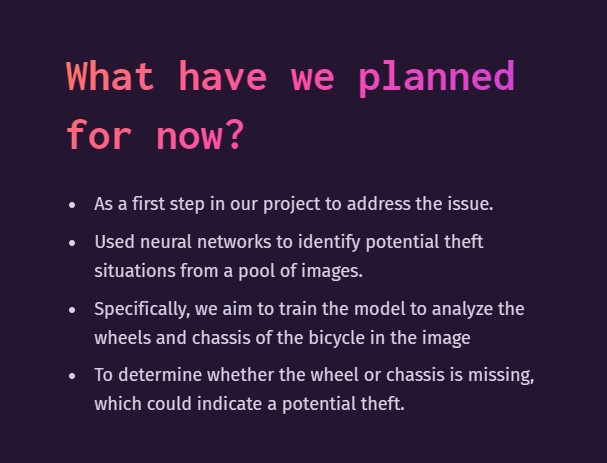 What have we planned
for now?
• As a first step in our project to address the issue.
• Used neural networks to identify potential theft
situations from a pool of images.
• Specifically, we aim to train the model to analyze the
wheels and chassis of the bicycle in the image
• To determine whether the wheel or chassis is missing,
which could indicate a potential theft.